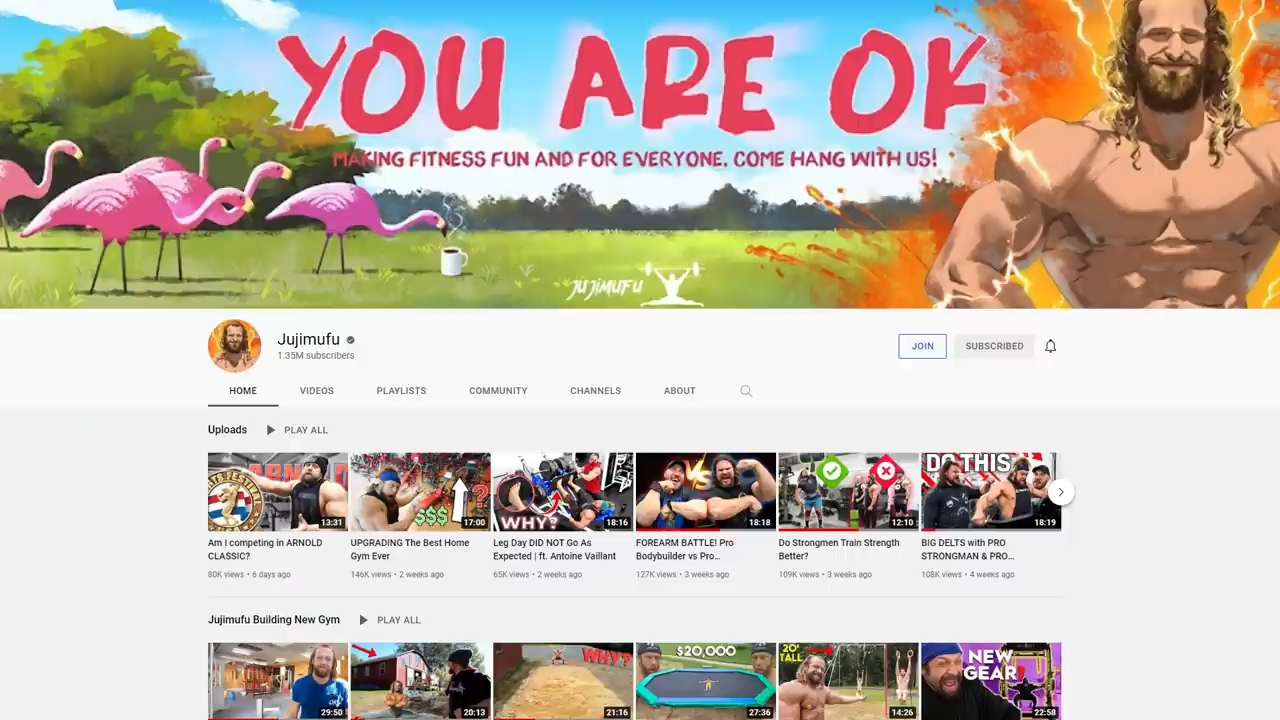 YOU ARE OK
MAKING FITNESS FUN AND FOR EVERYONE. COME HANG WITH US!
JUJIMUFU
Jujimufu
1.35M subscribers
JOIN
SUBSCRIBED
HOME
VIDEOS
PLAYLISTS
COMMUNITY
CHANNELS
ABOUT
Uploads
PLAY ALL
ARNOLD
13:31
Am I competing in ARNOLD
CLASSIC?
80K views • 6 days ago
$$$
?
17:00
UPGRADING The Best Home
Gym Ever
146K views • 2 weeks ago
WHY?
18:16
Leg Day DID NOT Go As
Expected | ft. Antoine Vaillant
65K views • 2 weeks ago
VS
18:18
FOREARM BATTLE! Pro
Bodybuilder vs Pro...
127K views • 3 weeks ago
12:10
Do Strongmen Train Strength
Better?
109K views • 3 weeks ago
DO THIS
18:19
BIG DELTS with PRO
STRONGMAN & PRO...
108K views • 4 weeks ago
Jujimufu Building New Gym
PLAY ALL
29:50
20:13
WHY?
21:16
$20,000
27:36
20'
TALL
14:26
NEW
GEAR
22:58